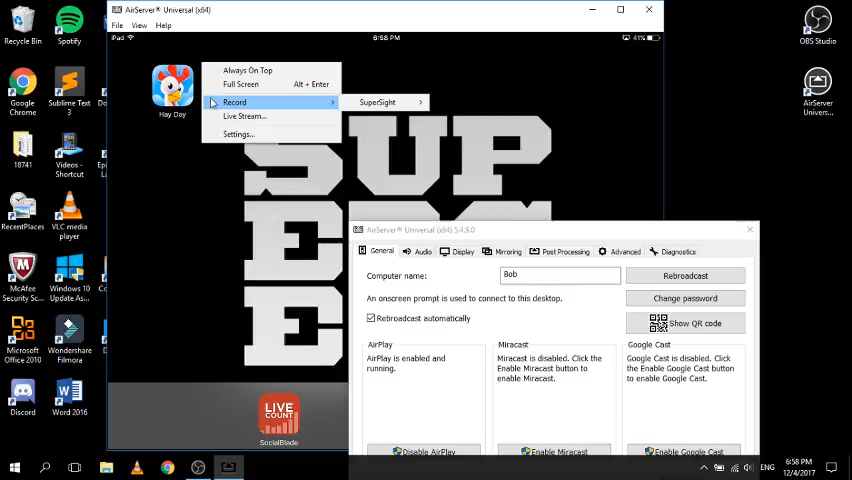 AirServer® Universal (x64)
File View Help
iPad
6:58 PM
41%
Always On Top
Full Screen Alt + Enter
Record
SuperSight
Live Stream...
Settings...
Hay Day
SUP
SocialBlade
LIVE
COUNT
AirServer® Universal (x64) 5.4.9.0
General Audio Display Mirroring Post Processing Advanced Diagnostics
Computer name:
Bob
Rebroadcast
An onscreen prompt is used to connect to this desktop.
Change password
Rebroadcast automatically
Show QR code
AirPlay
AirPlay is enabled and
running.
Disable AirPlay
Miracast
Miracast is disabled. Click the
Enable Miracast button to
enable Miracast.
Enable Miracast
Google Cast
Google Cast is disabled. Click
the Enable Google Cast button
to enable Google Cast.
Enable Google Cast
Recycle Bin
Spotify
Google
Chrome
Sublime Text
3
18741
Videos -
Shortcut
RecentPlaces
VLC media
player
McAfee
Security Sc...
Windows 10
Update As...
Microsoft
Office 2010
Wondershare
Filmora
Discord
Word 2016
OBS Studio
AirServer
Univers...
ENG
6:58 PM
12/4/2017